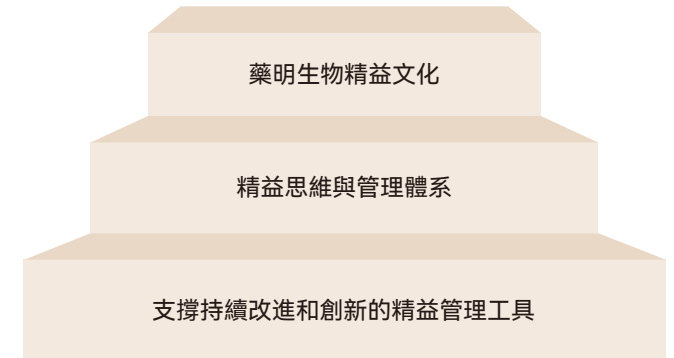 藥明生物精益文化
精益思維與管理體系
支撐持續改進和創新的精益管理工具